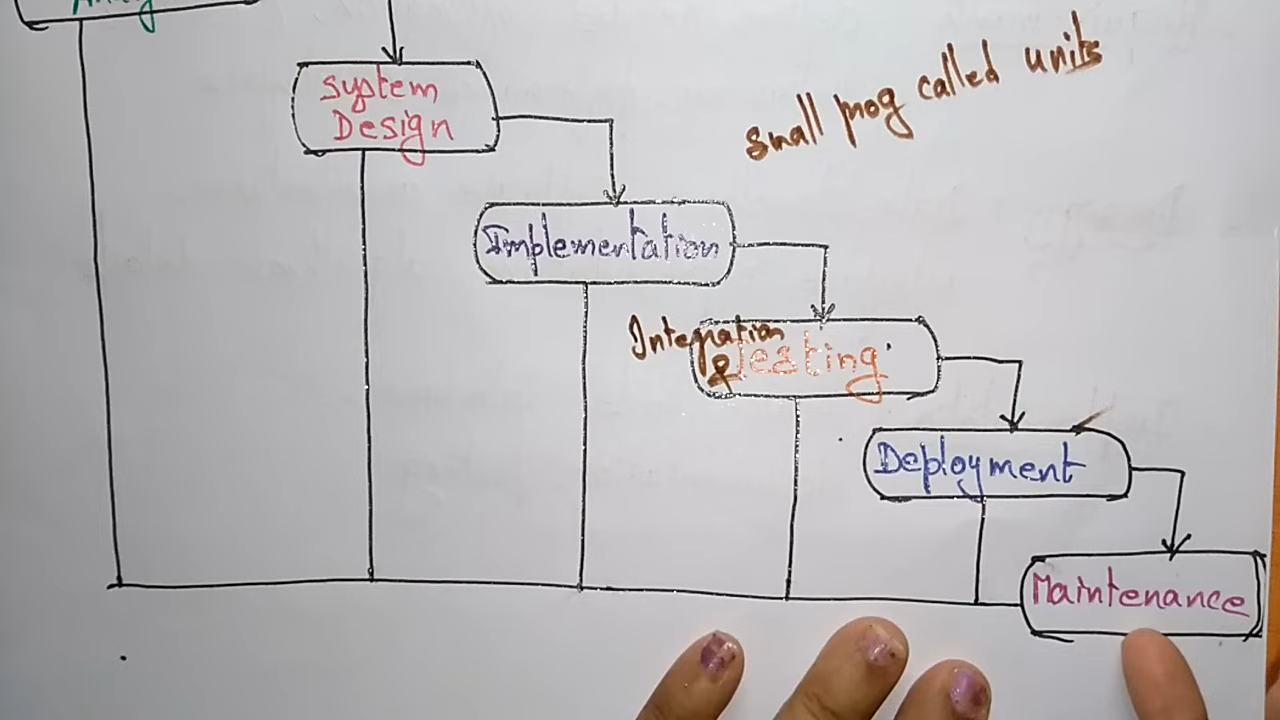 system
Design
small prog called units
Implementation
Integration
& Testing
Deployment
Maintenance